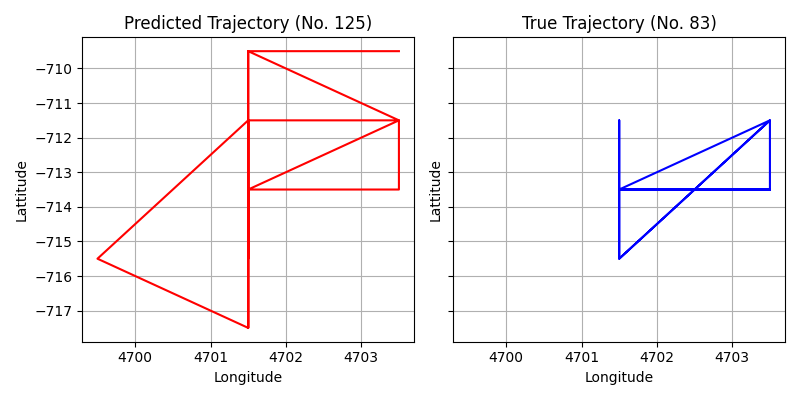 Predicted Trajectory (No. 125)
True Trajectory (No. 83)
−710
−711
−712
−713
−714
−715
−716
−717
Lattitude
Lattitude
4700
4701
4702
4703
4700
4701
4702
4703
Longitude
Longitude